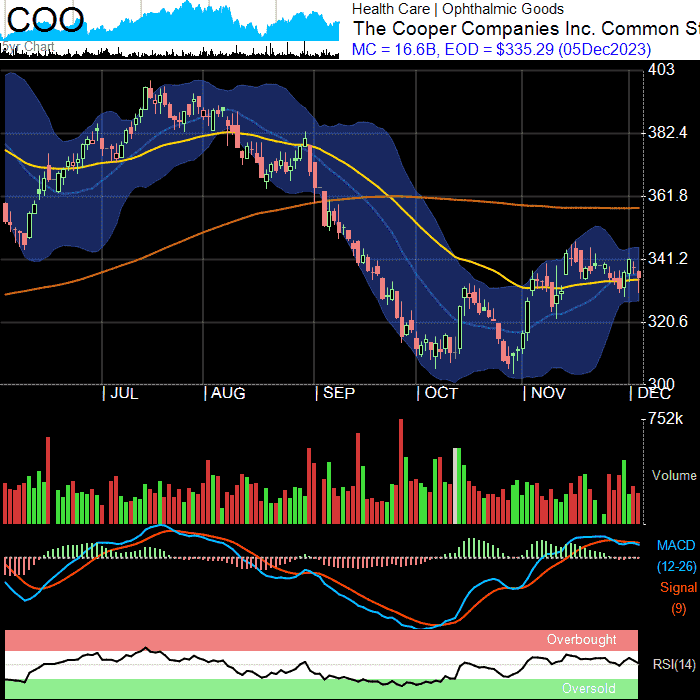 COO
5yr Chart
Health Care | Ophthalmic Goods
The Cooper Companies Inc. Common St
MC = 16.6B, EOD = $335.29 (05Dec2023)
403
382.4
361.8
341.2
320.6
300
JUL AUG SEP OCT NOV DEC
752k
Volume
MACD
(12-26)
Signal
(9)
Overbought
RSI(14)
Oversold